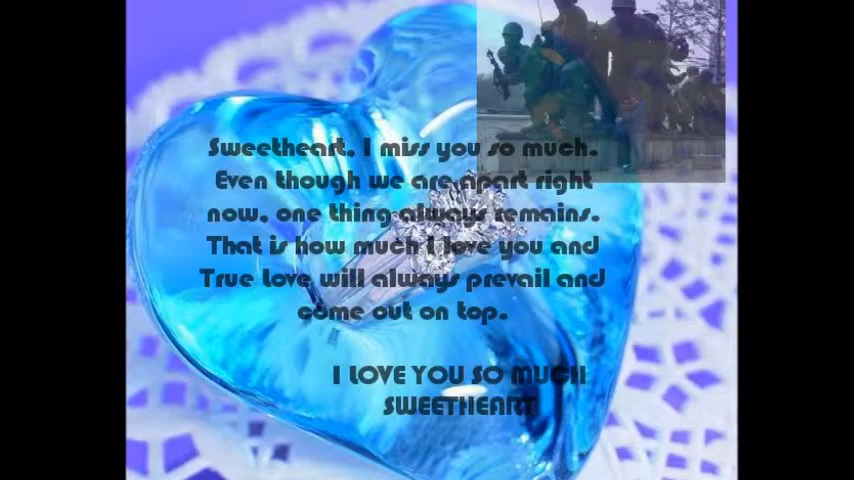 Sweetheart, I miss you so much.
Even though we are apart right
now, one thing always remains.
That is how much I love you and
True Love will always prevail and
come out on top.
I LOVE YOU SO MUCH
SWEETHEART